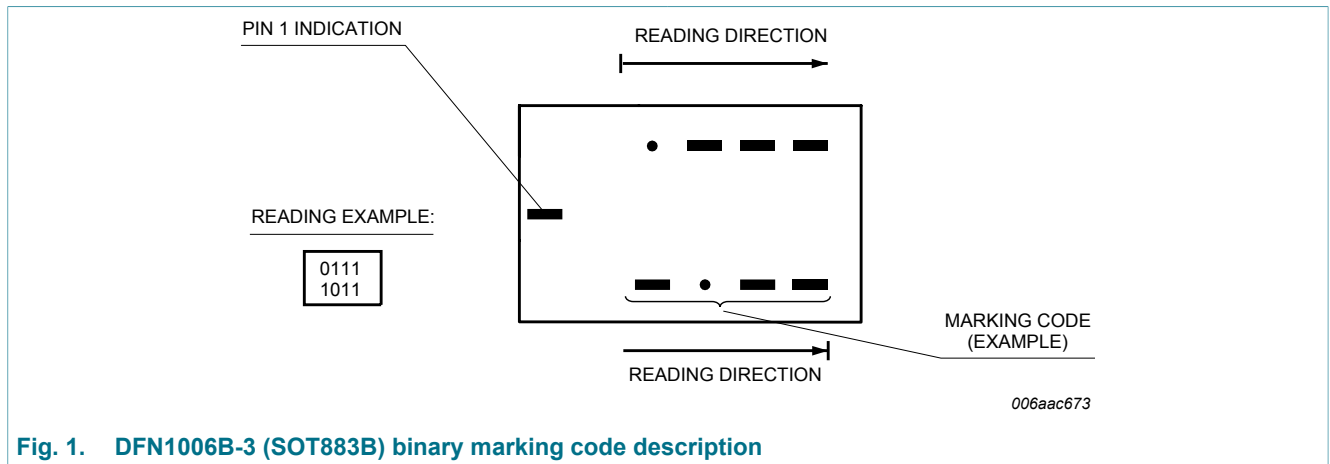 PIN 1 INDICATION
READING DIRECTION
READING EXAMPLE:
0111
1011
MARKING CODE
(EXAMPLE)
READING DIRECTION
006aac673
Fig. 1. DFN1006B-3 (SOT883B) binary marking code description